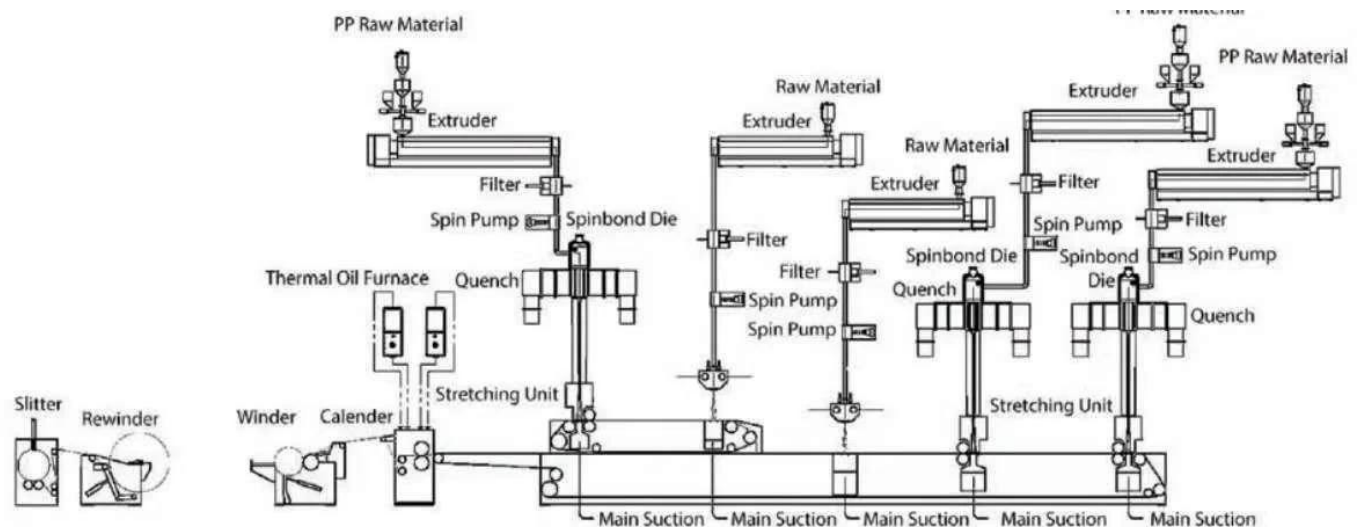 PP Raw Material
PP Raw Material
PP Raw Material
Raw Material
Extruder
Extruder
Extruder
Raw Material
Extruder
Extruder
Filter
Filter
Spin Pump
Spinbond Die
Filter
Filter
Spin Pump
Filter
Spinbond Die
Spinbond
Die
Spin Pump
Thermal Oil Furnace
Quench
Quench
Spin Pump
Quench
Spin Pump
Stretching Unit
Stretching Unit
Slitter
Rewinder
Winder
Calender
Main Suction
Main Suction
Main Suction
Main Suction
Main Suction